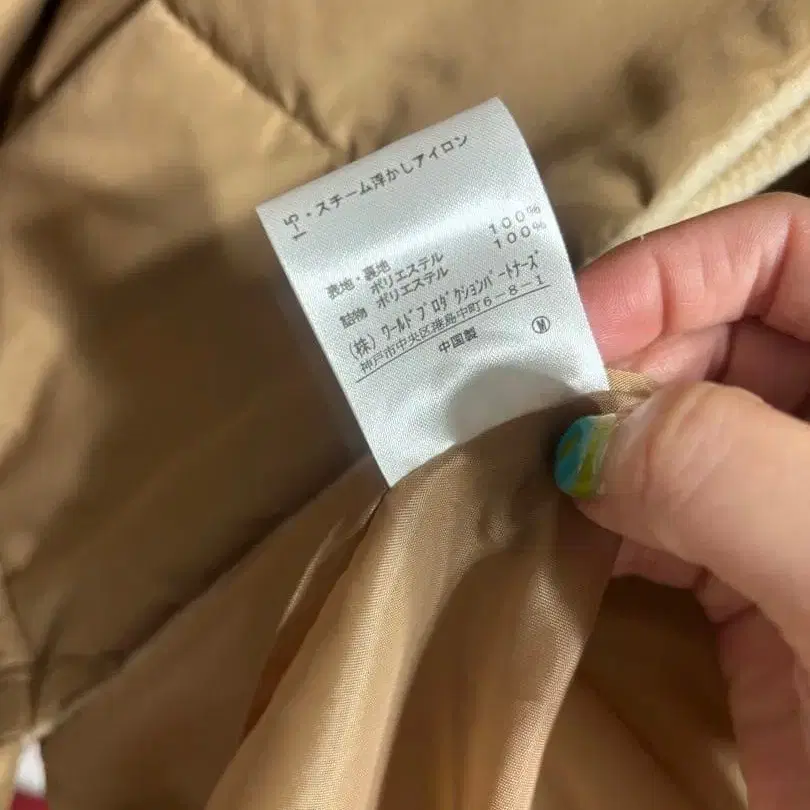 ・スチーム浮かしアイロン
5-1
表地・裏地
ポリエステル 100%
詰物 ポリエステル 100%
(株)ワールドプロダクションパートナーズ
神戸市中央区港島中町6-8-1
中国製 M